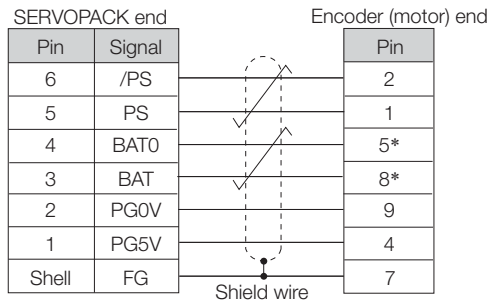 SERVOPACK end Encoder (motor) end
Pin Signal Pin
6 /PS 2
5 PS 1
4 BAT0 5*
3 BAT 8*
2 PG0V 9
1 PG5V 4
Shell FG 7
Shield wire